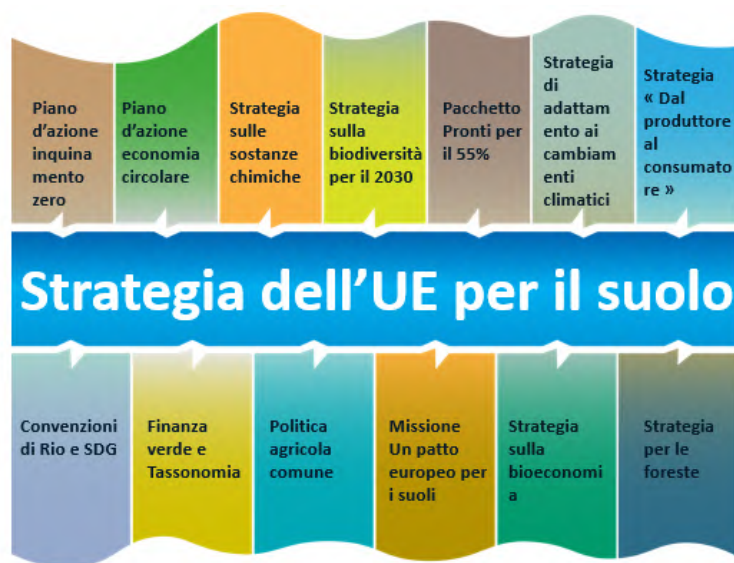 Piano
d'azione
inquina
mento
zero
Piano
d'azione
economia
circolare
Strategia
sulle
sostanze
chimiche
Strategia
sulla
biodiversità
per il 2030
Pacchetto
Pronti per
il 55%
Strategia
di
adattam
ento ai
cambiam
enti
climatici
Strategia
« Dal
produttore
al
consumato
re »
Strategia dell'UE per il suolo
Convenzioni
di Rio e SDG
Finanza
verde e
Tassonomia
Politica
agricola
comune
Missione
Un patto
europeo per
i suoli
Strategia
sulla
bioeconomi
a
Strategia
per le
foreste